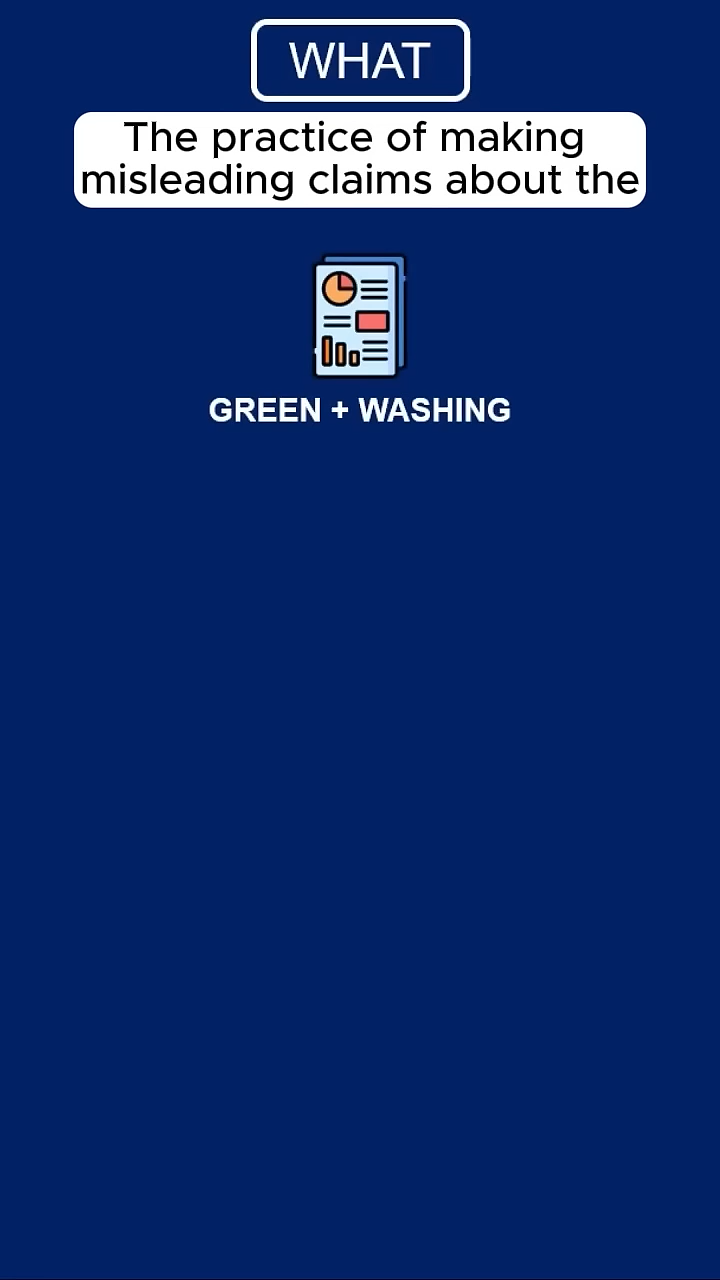 WHAT
The practice of making
misleading claims about the
GREEN + WASHING